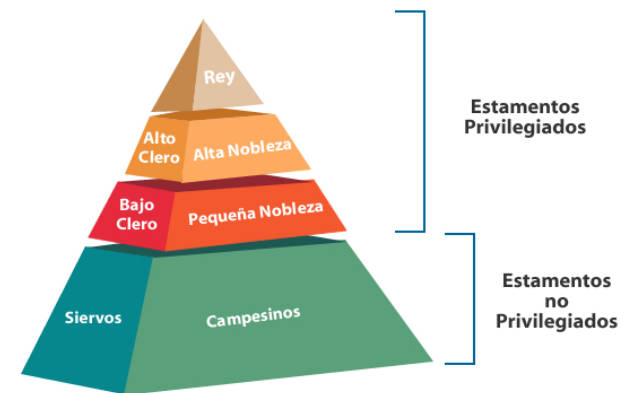 Rey
Estamentos
Privilegiados
Alto
Clero
Alta Nobleza
Bajo
Clero
Pequeña Nobleza
Estamentos
no
Privilegiados
Siervos
Campesinos